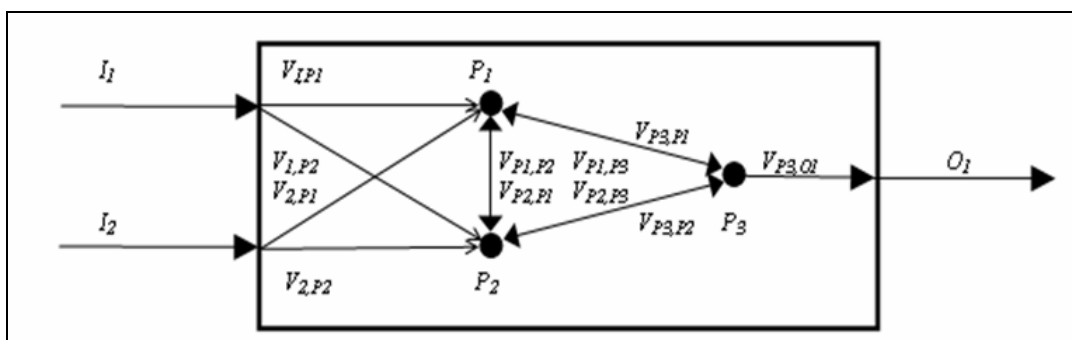 I1 V1,P1 P1
VP3,P1
V1,P2 VP1,P2 VP1,P3 VP3,O1 O1
V2,P1 VP2,P1 VP2,P3
I2 VP3,P2 P3
V2,P2 P2